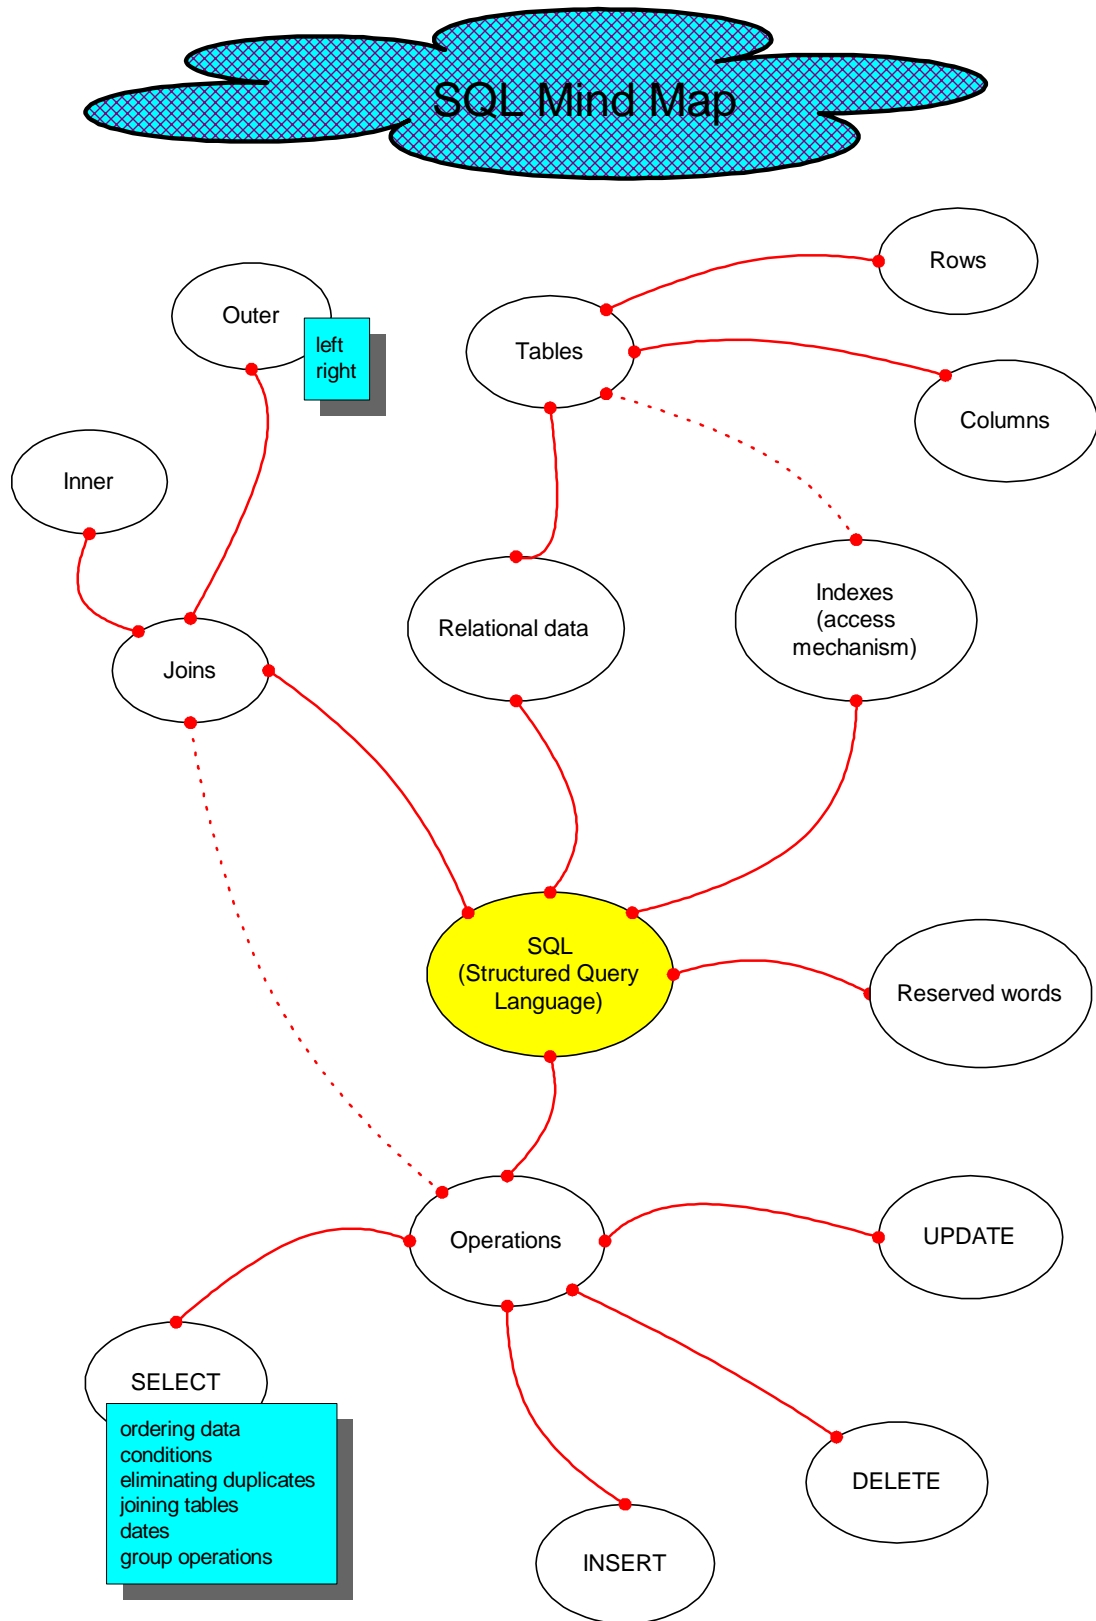 SQL Mind Map
Rows
Outer
left
right
Tables
Columns
Inner
Indexes
(access
mechanism)
Relational data
Joins
SQL
(Structured Query
Language)
Reserved words
Operations
UPDATE
SELECT
ordering data
conditions
eliminating duplicates
joining tables
dates
group operations
DELETE
INSERT